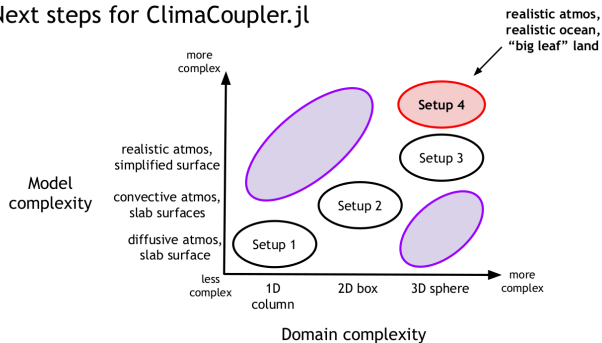 Next steps for ClimaCoupler.jl
realistic atmos,
realistic ocean,
“big leaf” land
more
complex
Setup 4
realistic atmos,
simplified surface
Setup 3
Model
complexity
convective atmos,
slab surfaces
Setup 2
diffusive atmos,
slab surface
Setup 1
less
complex
1D
column
2D box
3D sphere
more
complex
Domain complexity